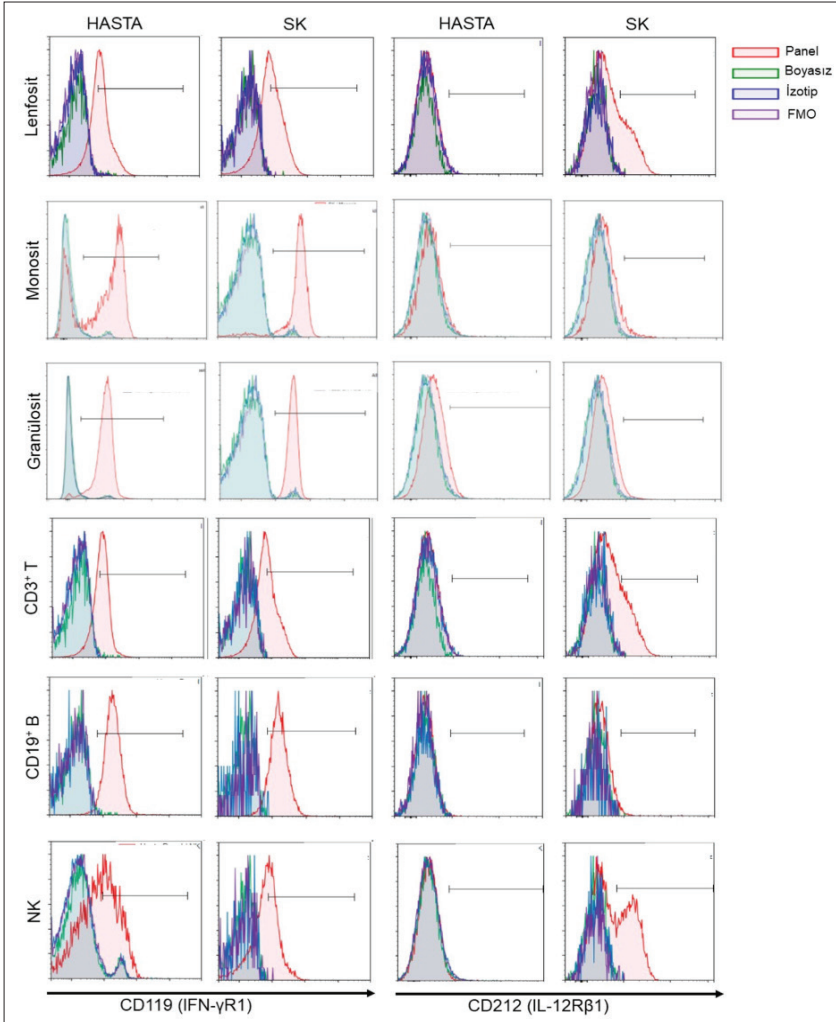 HASTA SK HASTA SK
Panel
Boyasız
İzotip
FMO
Lenfosit
Monosit
Granülosit
CD3⁺ T
CD19⁺ B
NK
CD119 (IFN-γR1) CD212 (IL-12Rβ1)